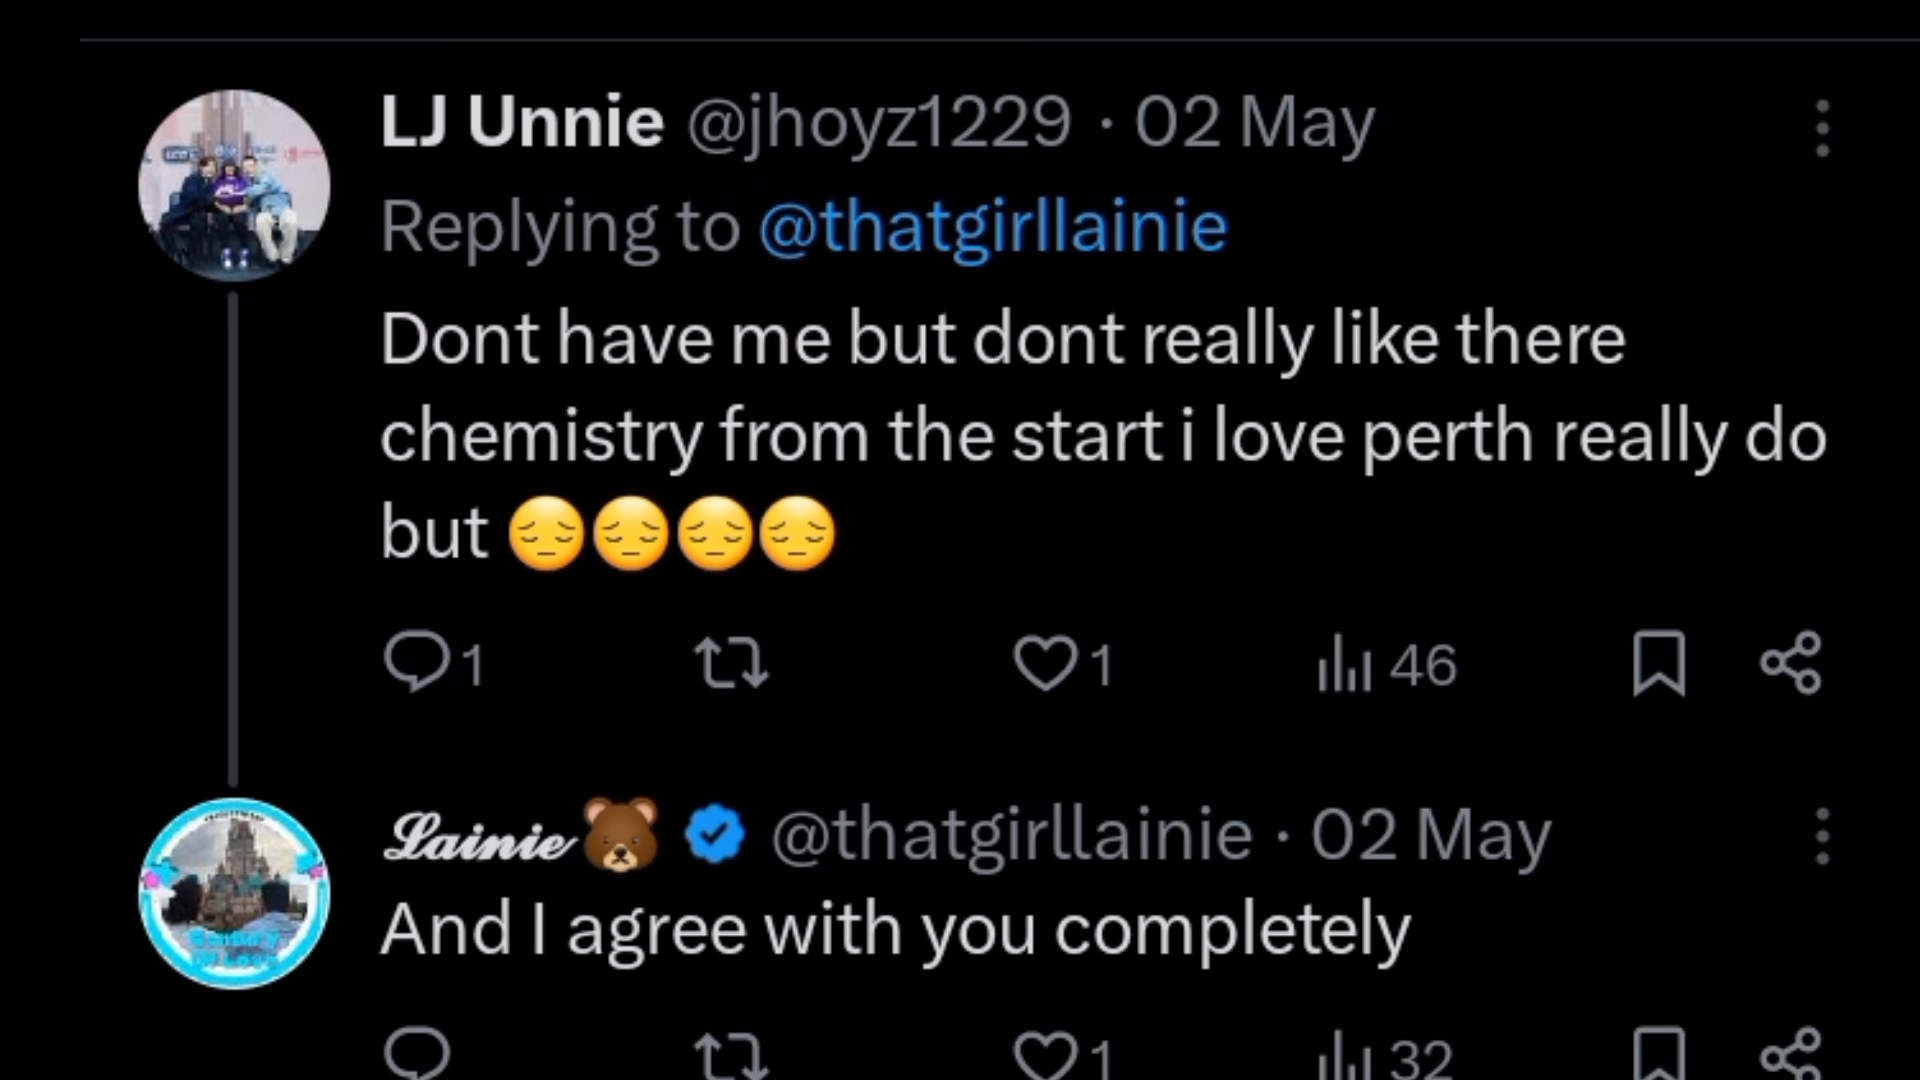 LJ Unnie @jhoyz1229 · 02 May
Replying to @thatgirllainie
Dont have me but dont really like there
chemistry from the start i love perth really do
but 😔😔😔😔
1 1 46
Lainie🐻 @thatgirllainie · 02 May
And I agree with you completely
1 32